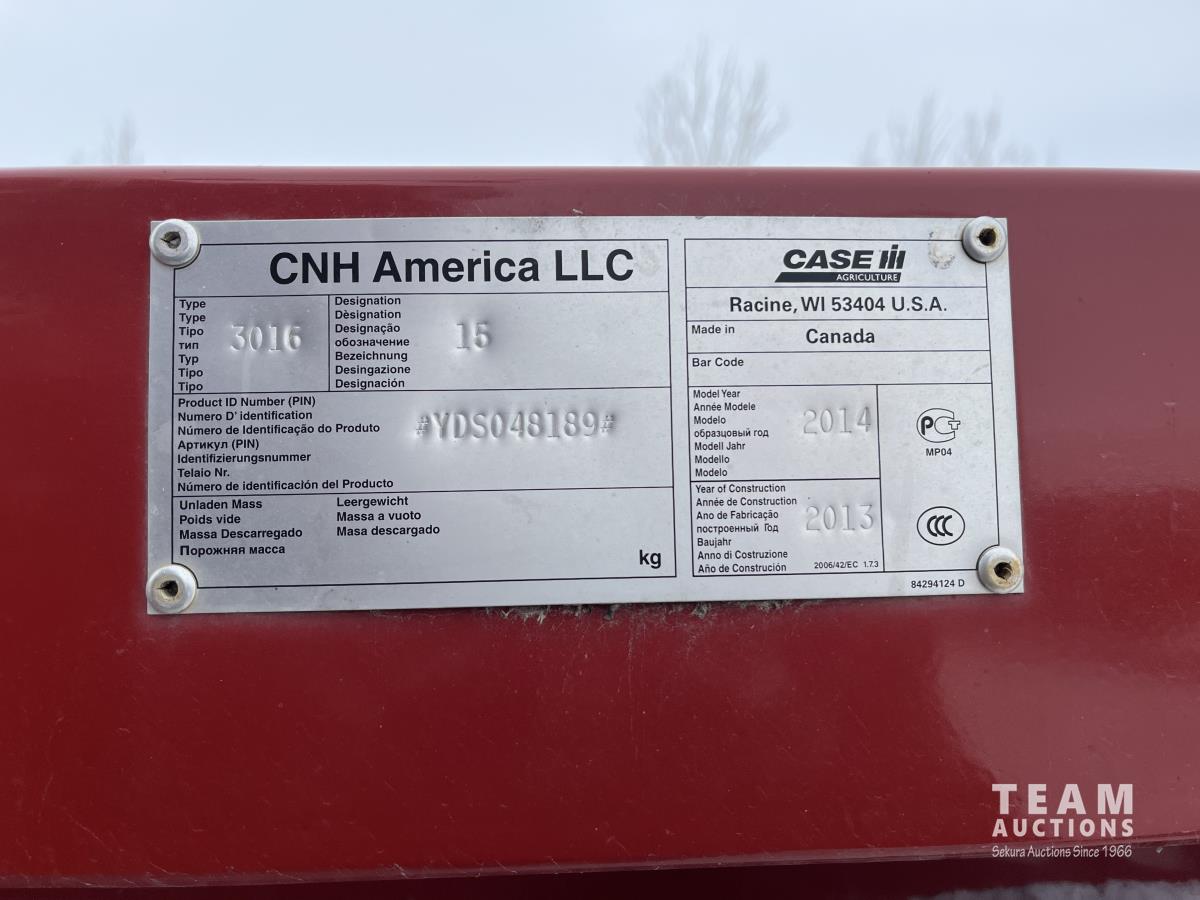 CNH America LLC
Type
Type
Tipo
тип
Typ
Tipo
Tipo
3016
Designation
Dèsignation
Designação
обозначение
Bezeichnung
Desingazione
Designación
15
Product ID Number (PIN)
Numero D' identification
Número de Identificação do Produto
Артикул (PIN)
Identifizierungsnummer
Telaio Nr.
Número de identificación del Producto
#YDS048189#
Unladen Mass
Poids vide
Massa Descarregado
Порожняя масса
Leergewicht
Massa a vuoto
Masa descargado
kg
CASE IH
AGRICULTURE
Racine, WI 53404 U.S.A.
Made in
Canada
Bar Code
Model Year
Année Modele
Modelo
образцовый год
Modell Jahr
Modello
Modelo
2014
Year of Construction
Année de Construction
Ano de Fabricação
построенный Год
Baujahr
Anno di Costruzione
Año de Construción
2013
2006/42/EC 1.7.3
PCT
MP04
CCC
84294124 D
TEAM
AUCTIONS
Sekura Auctions Since 1966